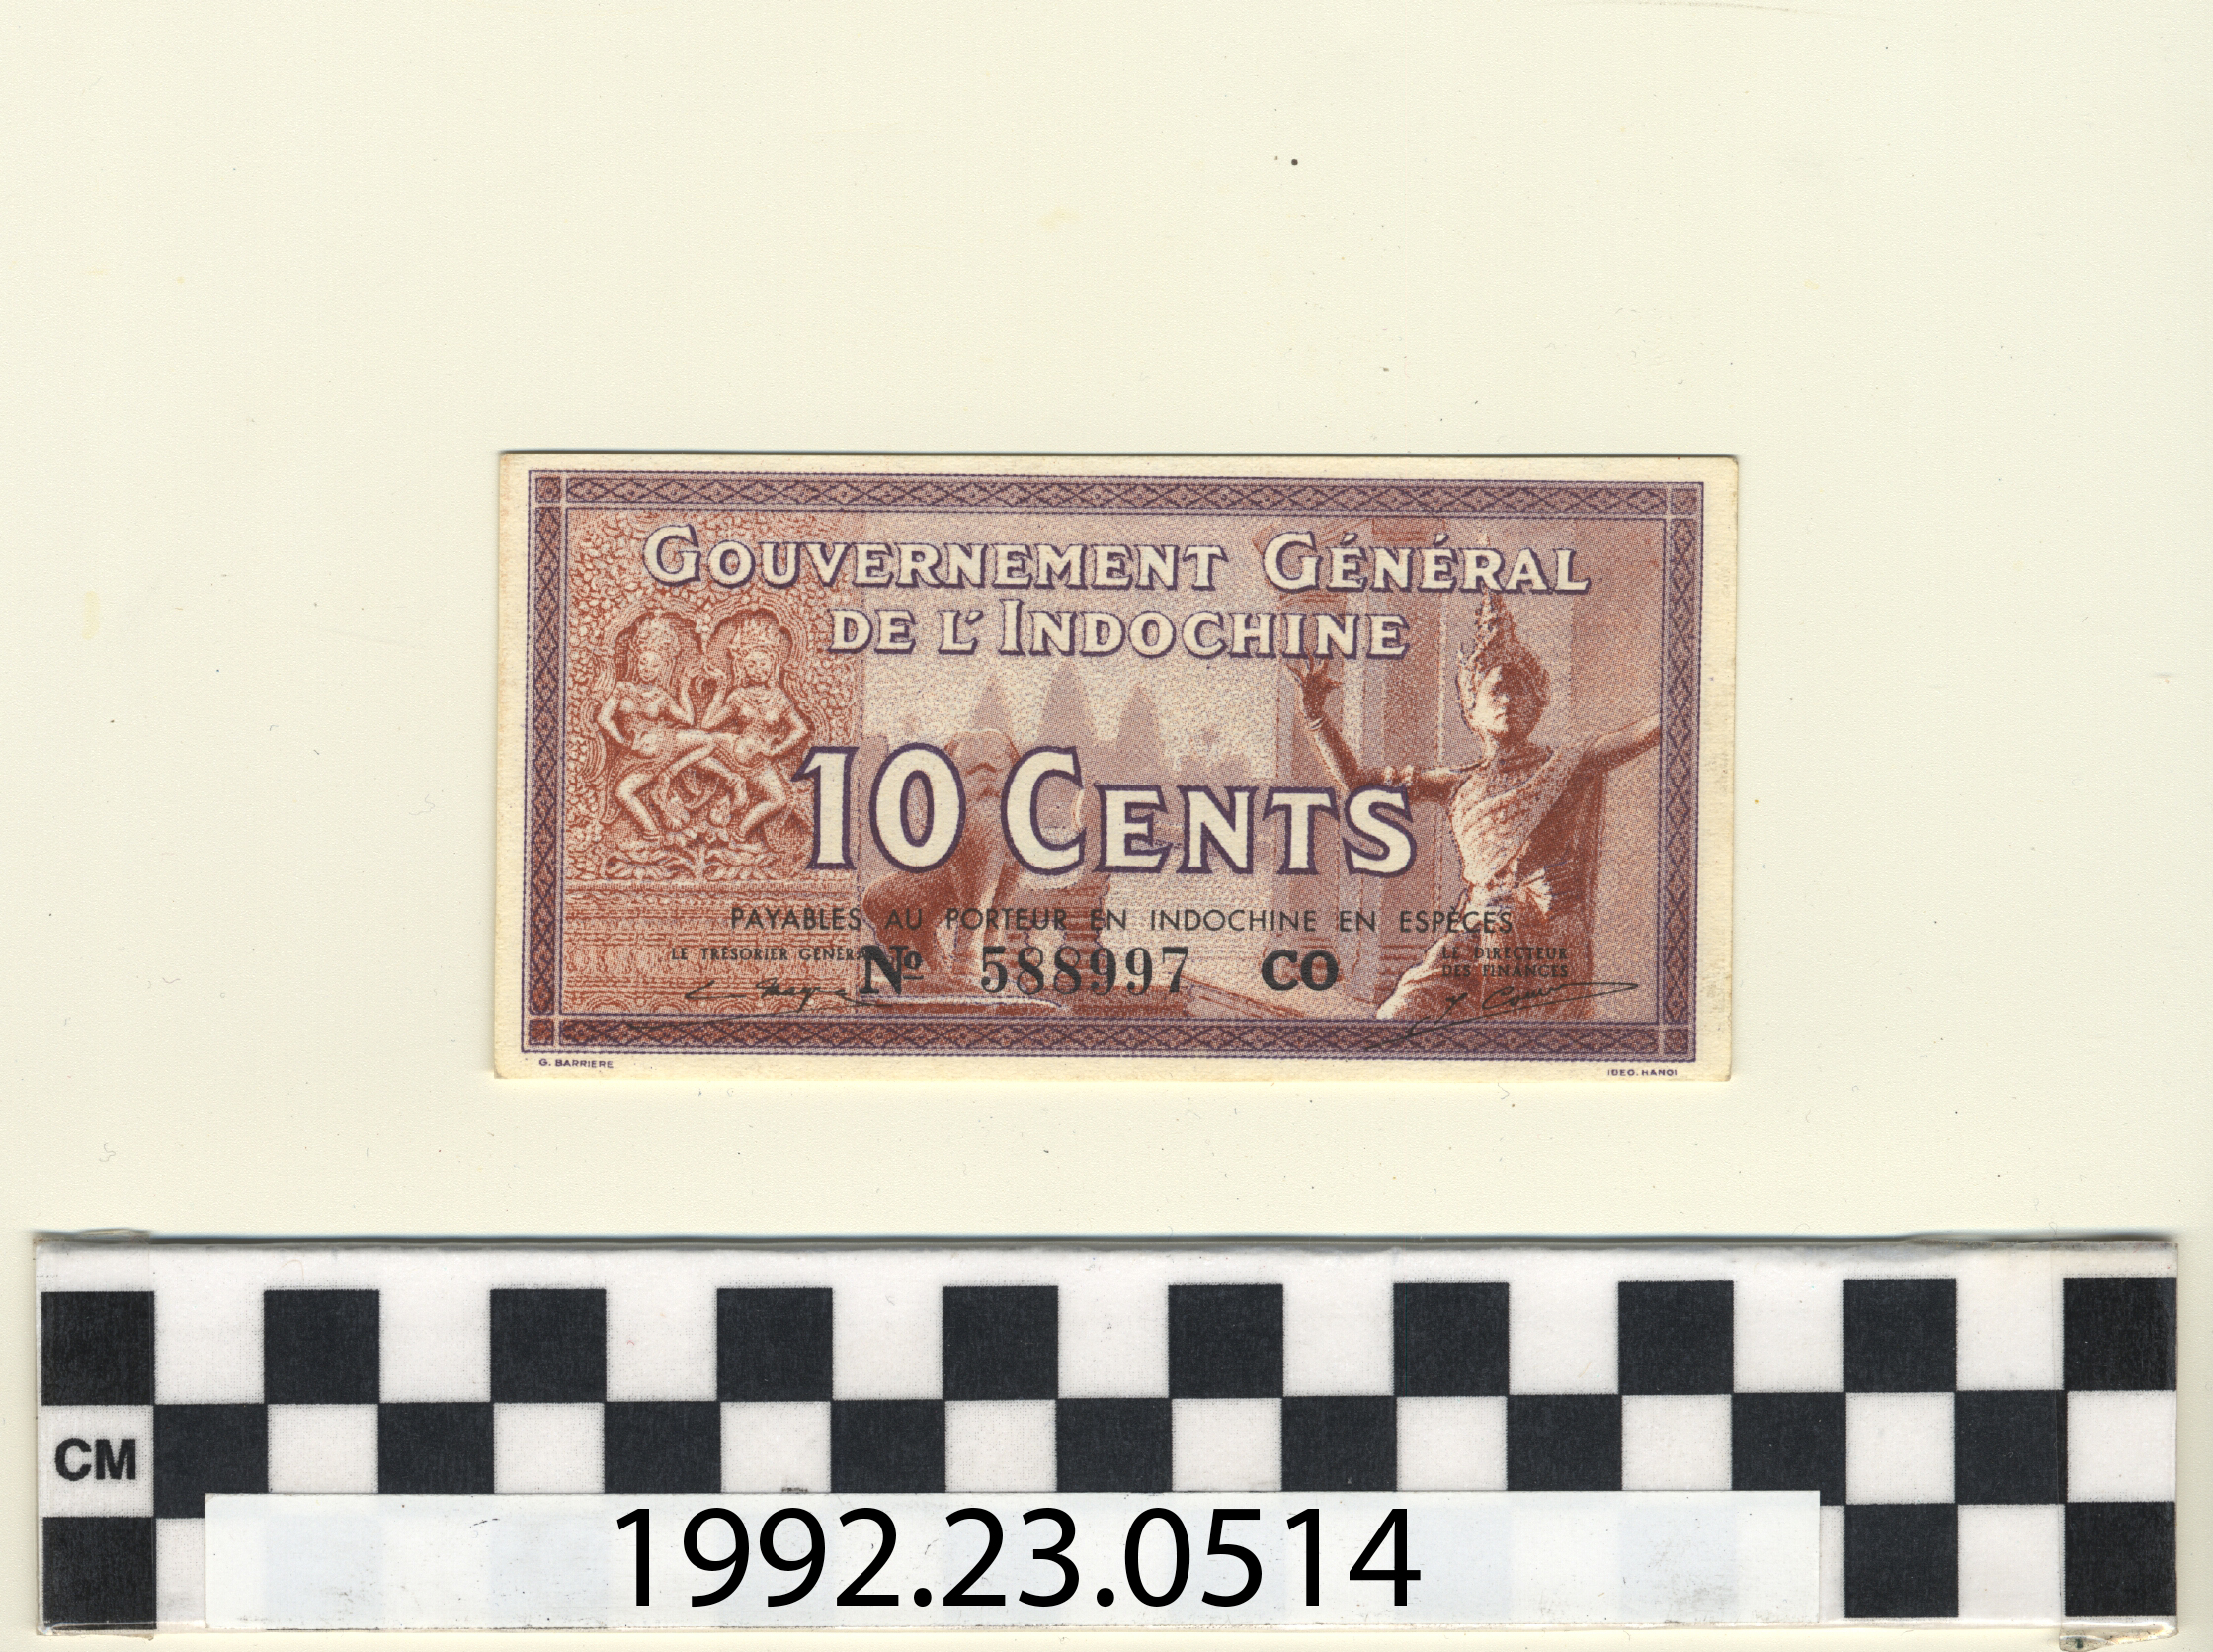 GOUVERNEMENT GÉNÉRAL
DE L'INDOCHINE
10 CENTS
PAYABLES AU PORTEUR EN INDOCHINE EN ESPÈCES
LE TRÉSORIER GÉNÉRAL
LE DIRECTEUR
DES FINANCES
Nº 588997 CO
G. BARRIERE
IDEO. HANOI
CM
1992.23.0514